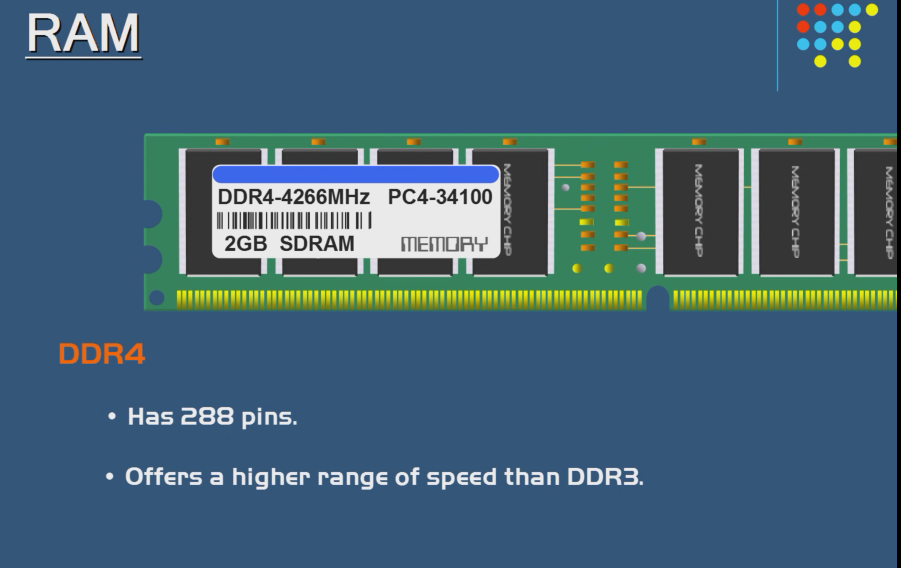 RAM
DDR4-4266MHz PC4-34100
2GB SDRAM MEMORY
MEMORY CHIP
MEMORY CHIP
MEMORY CHIP
MEMORY CHIP
DDR4
• Has 288 pins.
• Offers a higher range of speed than DDR3.